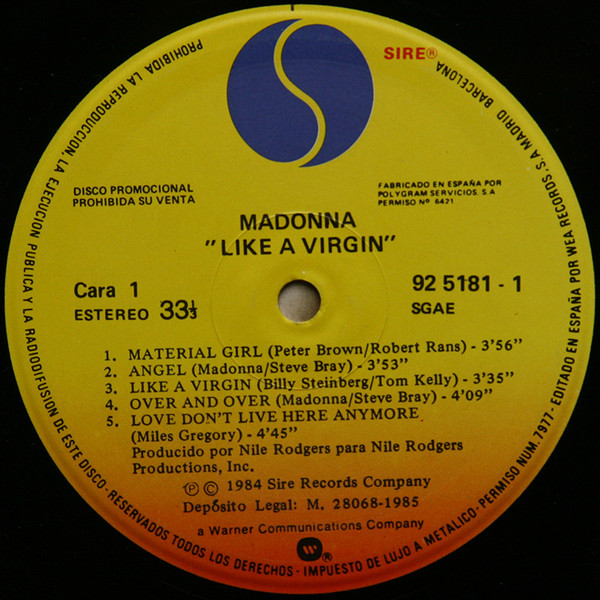 SIRE®
DISCO PROMOCIONAL
PROHIBIDA SU VENTA
FABRICADO EN ESPAÑA POR
POLYGRAM SERVICIOS. S.A
PERMISO Nº 6421
MADONNA
"LIKE A VIRGIN"
Cara 1
ESTEREO 33⅓
92 5181 - 1
SGAE
1. MATERIAL GIRL (Peter Brown/Robert Rans) - 3'56"
2. ANGEL (Madonna/Steve Bray) - 3'53"
3. LIKE A VIRGIN (Billy Steinberg/Tom Kelly) - 3'35"
4. OVER AND OVER (Madonna/Steve Bray) - 4'09"
5. LOVE DON'T LIVE HERE ANYMORE
(Miles Gregory) - 4'45"
Producido por Nile Rodgers para Nile Rodgers
Productions, Inc.
℗ © 1984 Sire Records Company
Depósito Legal: M. 28068-1985
a Warner Communications Company
®
PROHIBIDA LA REPRODUCCION, LA EJECUCION PUBLICA Y LA RADIODIFUSION DE ESTE DISCO - RESERVADOS TODOS LOS DERECHOS - IMPUESTO DE LUJO A METALICO - PERMISO NUM. 7977 - EDITADO EN ESPAÑA POR WEA RECORDS, S.A MADRID BARCELONA